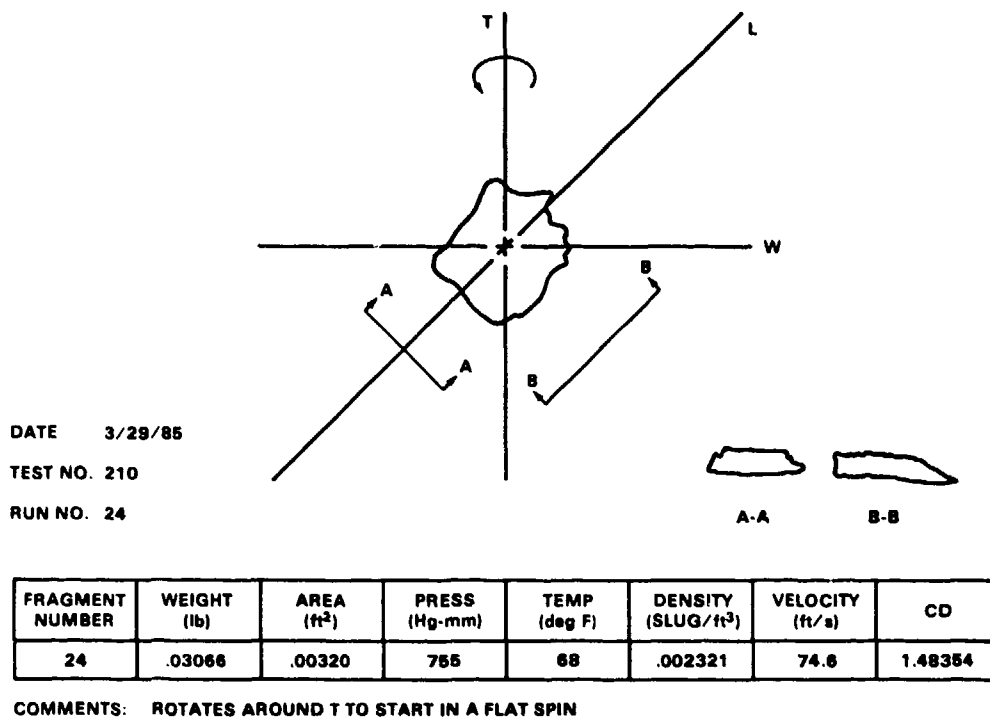 T
L
W
A
A
B
B
DATE 3/29/85
TEST NO. 210
RUN NO. 24
A-A B-B
FRAGMENT NUMBER WEIGHT (lb) AREA (ft²) PRESS (Hg-mm) TEMP (deg F) DENSITY (SLUG/ft³) VELOCITY (ft/s) CD
24 .03066 .00320 755 68 .002321 74.6 1.48354
COMMENTS: ROTATES AROUND T TO START IN A FLAT SPIN